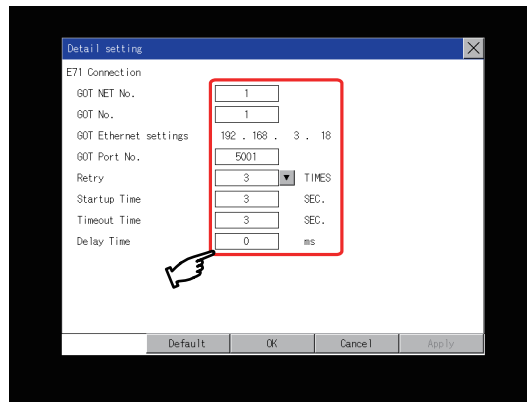 Detail setting
E71 Connection
GOT NET No. 1
GOT No. 1
GOT Ethernet settings 192 . 168 . 3 . 18
GOT Port No. 5001
Retry 3 ▼ TIMES
Startup Time 3 SEC.
Timeout Time 3 SEC.
Delay Time 0 ms
Default OK Cancel Apply